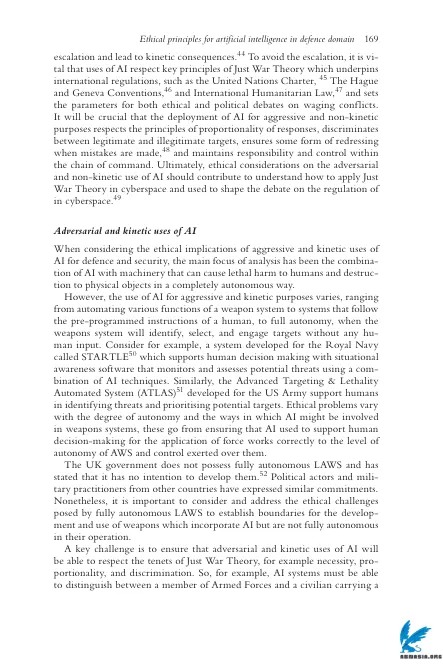 Ethical principles for artificial intelligence in defence domain 169
escalation and lead to kinetic consequences.44 To avoid the escalation, it is vi-
tal that uses of AI respect key principles of Just War Theory which underpins
international regulations, such as the United Nations Charter, 45 The Hague
and Geneva Conventions,46 and International Humanitarian Law,47 and sets
the parameters for both ethical and political debates on waging conflicts.
It will be crucial that the deployment of AI for aggressive and non-kinetic
purposes respects the principles of proportionality of responses, discriminates
between legitimate and illegitimate targets, ensures some form of redressing
when mistakes are made,48 and maintains responsibility and control within
the chain of command. Ultimately, ethical considerations on the adversarial
and non-kinetic use of AI should contribute to understand how to apply Just
War Theory in cyberspace and used to shape the debate on the regulation of
in cyberspace.49
Adversarial and kinetic uses of AI
When considering the ethical implications of aggressive and kinetic uses of
AI for defence and security, the main focus of analysis has been the combina-
tion of AI with machinery that can cause lethal harm to humans and destruc-
tion to physical objects in a completely autonomous way.
However, the use of AI for aggressive and kinetic purposes varies, ranging
from automating various functions of a weapon system to systems that follow
the pre-programmed instructions of a human, to full autonomy, when the
weapons system will identify, select, and engage targets without any hu-
man input. Consider for example, a system developed for the Royal Navy
called STARTLE50 which supports human decision making with situational
awareness software that monitors and assesses potential threats using a com-
bination of AI techniques. Similarly, the Advanced Targeting & Lethality
Automated System (ATLAS)51 developed for the US Army support humans
in identifying threats and prioritising potential targets. Ethical problems vary
with the degree of autonomy and the ways in which AI might be involved
in weapons systems, these go from ensuring that AI used to support human
decision-making for the application of force works correctly to the level of
autonomy of AWS and control exerted over them.
The UK government does not possess fully autonomous LAWS and has
stated that it has no intention to develop them.52 Political actors and mili-
tary practitioners from other countries have expressed similar commitments.
Nonetheless, it is important to consider and address the ethical challenges
posed by fully autonomous LAWS to establish boundaries for the develop-
ment and use of weapons which incorporate AI but are not fully autonomous
in their operation.
A key challenge is to ensure that adversarial and kinetic uses of AI will
be able to respect the tenets of Just War Theory, for example necessity, pro-
portionality, and discrimination. So, for example, AI systems must be able
to distinguish between a member of Armed Forces and a civilian carrying a